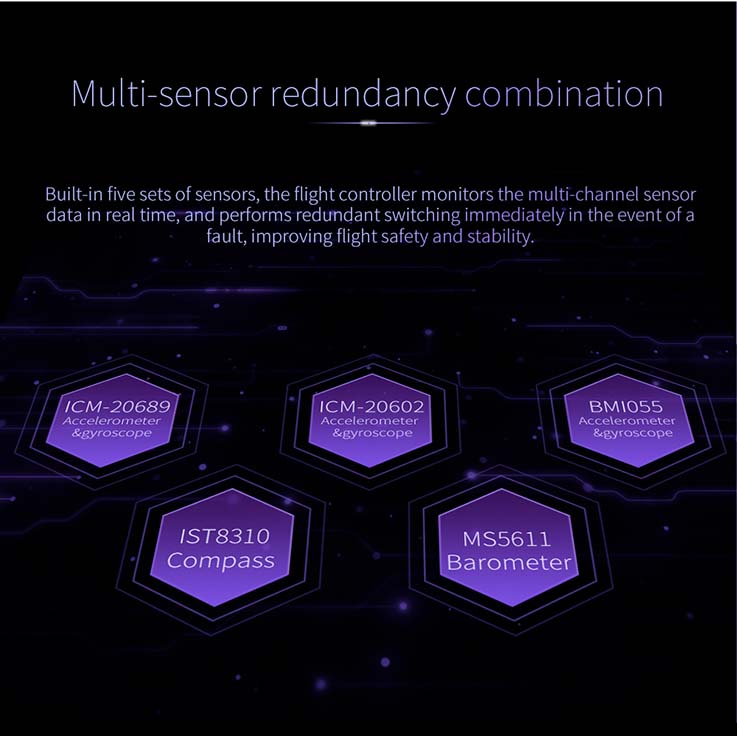 Multi-sensor redundancy combination
Built-in five sets of sensors, the flight controller monitors the multi-channel sensor
data in real time, and performs redundant switching immediately in the event of a
fault, improving flight safety and stability.
ICM-20689
Accelerometer
&gyroscope
ICM-20602
Accelerometer
&gyroscope
BMI055
Accelerometer
&gyroscope
IST8310
Compass
MS5611
Barometer